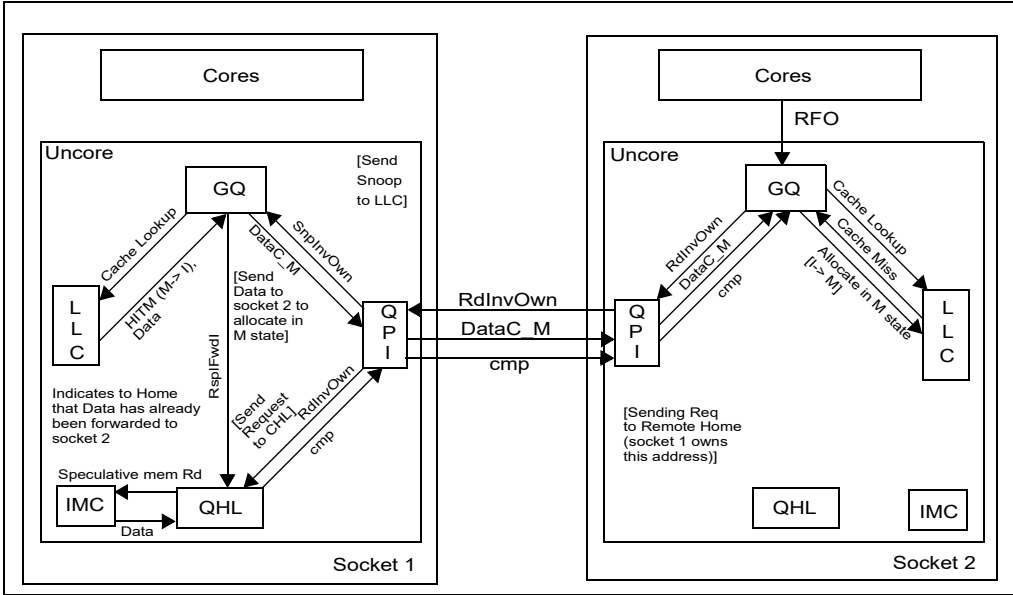 Cores
Uncore
GQ
[Send
Snoop
to LLC]
Cache Lookup
HITM (M-> I),
Data
SnpInvOwn
DataC_M
[Send
Data to
socket 2 to
allocate in
M state]
RspIFwdI
L
L
C
Q
P
I
Indicates to Home
that Data has already
been forwarded to
socket 2
[Send
Request
to CHL]
RdInvOwn
cmp
Speculative mem Rd
IMC
Data
QHL
Socket 1
RdInvOwn
DataC_M
cmp
Cores
RFO
Uncore
GQ
RdInvOwn
DataC_M
cmp
Cache Lookup
Cache Miss
Allocate in M state
[I-> M]
Q
P
I
L
L
C
[Sending Req
to Remote Home
(socket 1 owns
this address)]
QHL
IMC
Socket 2